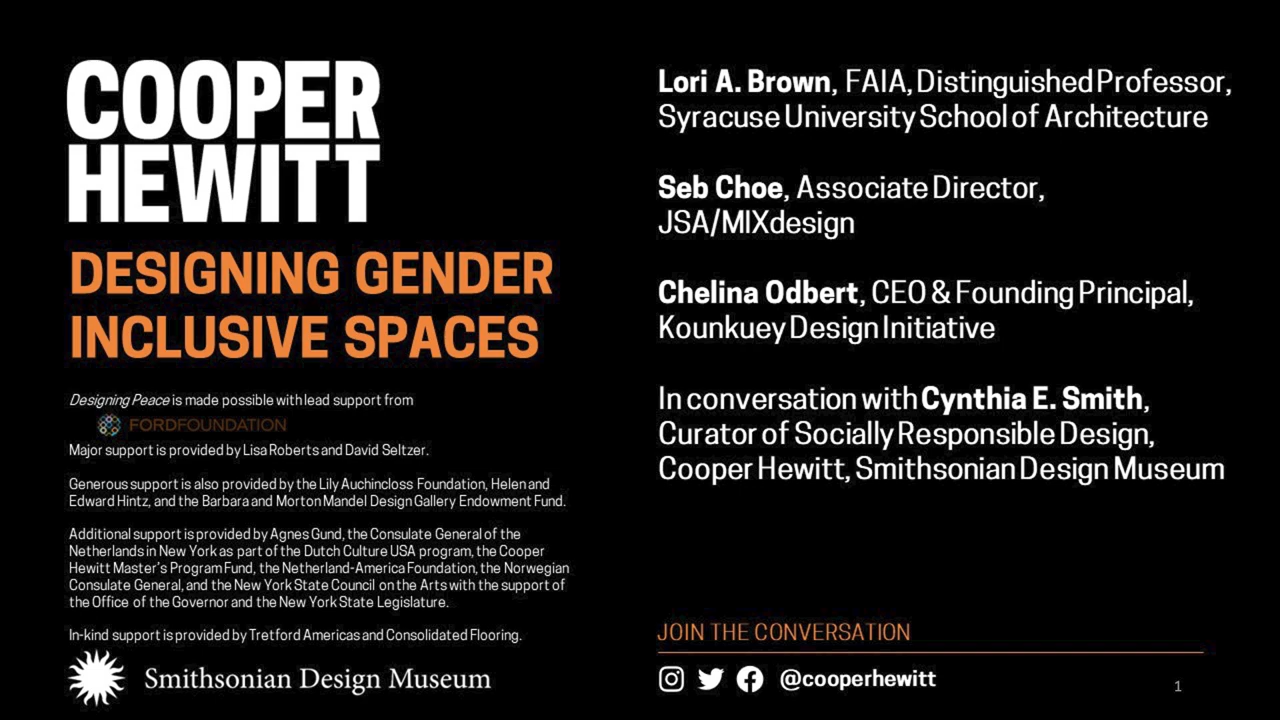 COOPER
HEWITT
DESIGNING GENDER
INCLUSIVE SPACES
Designing Peace is made possible with lead support from
FORDFOUNDATION
Major support is provided by Lisa Roberts and David Seltzer.
Generous support is also provided by the Lily Auchincloss Foundation, Helen and
Edward Hintz, and the Barbara and Morton Mandel Design Gallery Endowment Fund.
Additional support is provided by Agnes Gund, the Consulate General of the
Netherlands in New York as part of the Dutch Culture USA program, the Cooper
Hewitt Master's Program Fund, the Netherland-America Foundation, the Norwegian
Consulate General, and the New York State Council on the Arts with the support of
the Office of the Governor and the New York State Legislature.
In-kind support is provided by Tretford Americas and Consolidated Flooring.
Smithsonian Design Museum
Lori A. Brown, FAIA, Distinguished Professor,
Syracuse University School of Architecture
Seb Choe, Associate Director,
JSA/MIXdesign
Chelina Odbert, CEO & Founding Principal,
Kounkuey Design Initiative
In conversation with Cynthia E. Smith,
Curator of Socially Responsible Design,
Cooper Hewitt, Smithsonian Design Museum
JOIN THE CONVERSATION
@cooperhewitt
1